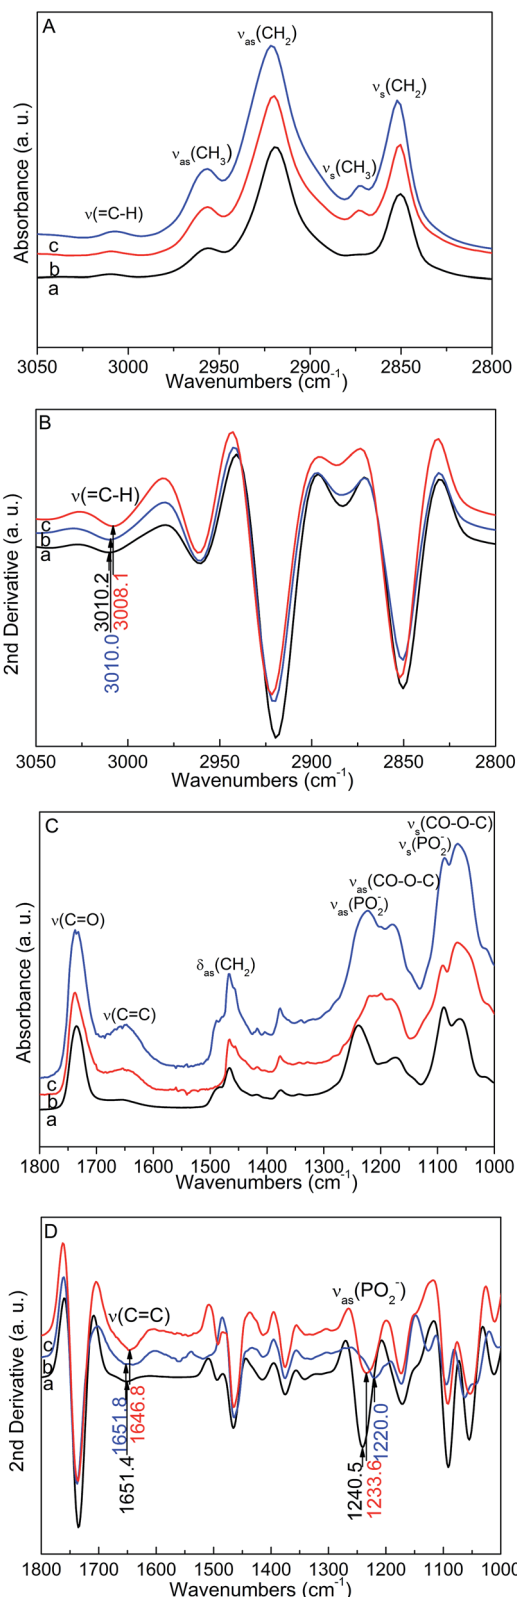 A
νas(CH2)
νs(CH2)
νas(CH3)
νs(CH3)
ν(=C-H)
c
b
a
Absorbance (a. u.)
3050 3000 2950 2900 2850 2800
Wavenumbers (cm-1)
B
ν(=C-H)
c
b
a
3010.2
3008.1
3010.0
2nd Derivative (a. u.)
3050 3000 2950 2900 2850 2800
Wavenumbers (cm-1)
C
νs(CO-O-C)
νs(PO2-)
νas(CO-O-C)
νas(PO2-)
ν(C=O)
δas(CH2)
ν(C=C)
c
b
a
Absorbance (a. u.)
1800 1700 1600 1500 1400 1300 1200 1100 1000
Wavenumbers (cm-1)
D
ν(C=C)
νas(PO2-)
c
b
a
1651.8
1646.8
1651.4
1220.0
1240.5
1233.6
2nd Derivative (a. u.)
1800 1700 1600 1500 1400 1300 1200 1100 1000
Wavenumbers (cm-1)